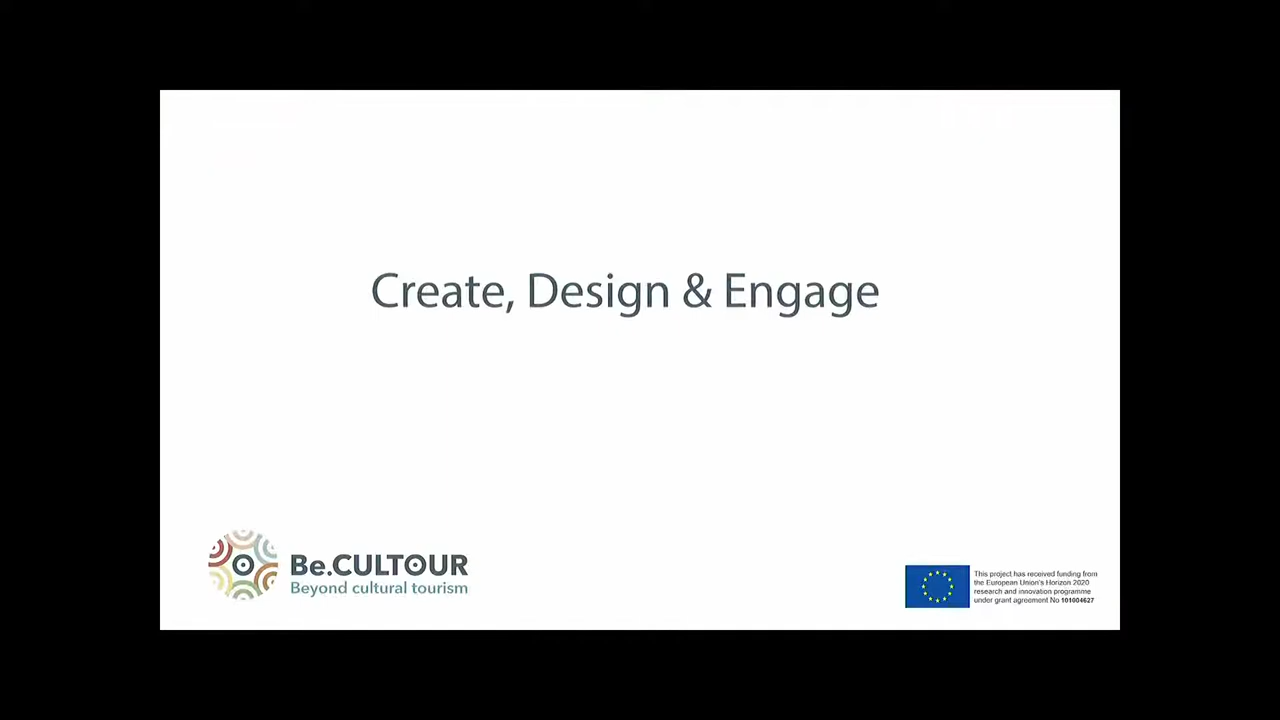 Create, Design & Engage
Be.CULTOUR
Beyond cultural tourism
This project has received funding from
the European Union's Horizon 2020
research and innovation programme
under grant agreement No 101004627